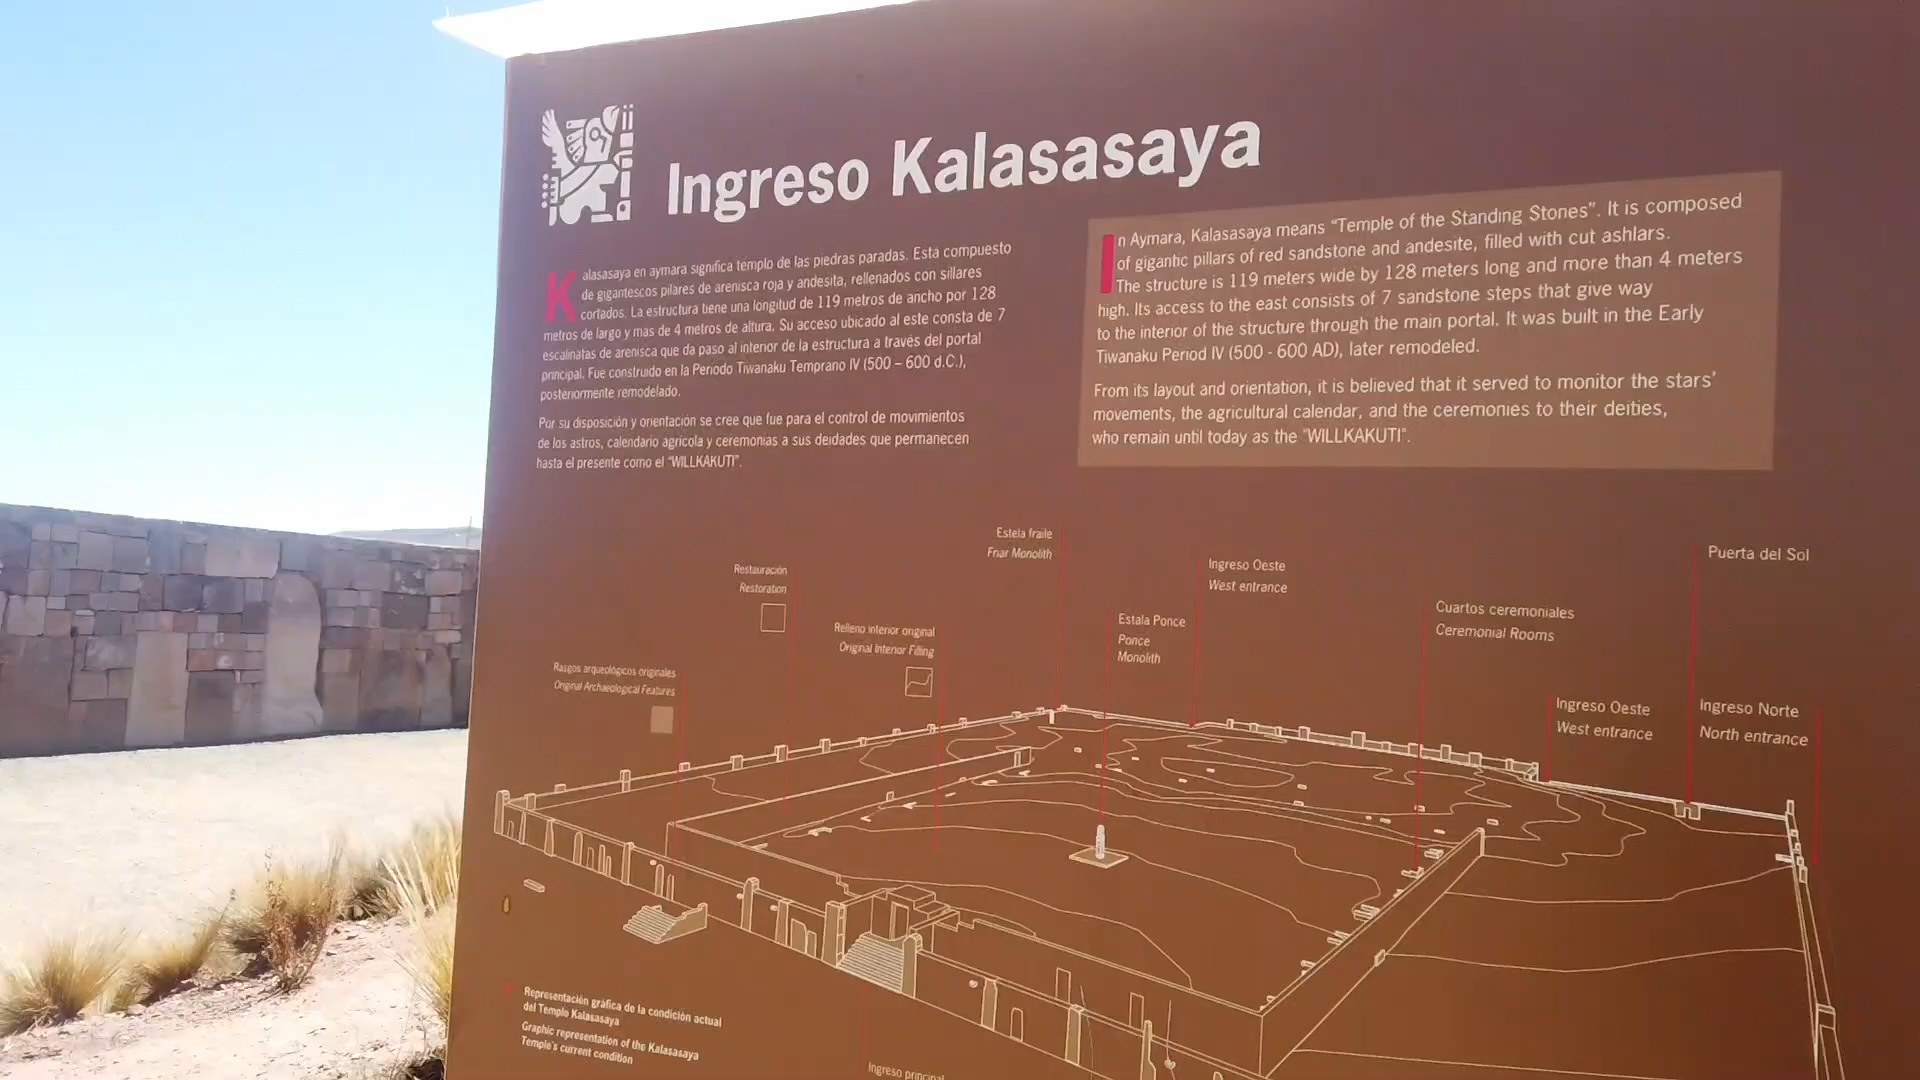 Ingreso Kalasasaya
Kalasasaya en aymara significa templo de las piedras paradas. Está compuesto
de gigantescos pilares de arenisca roja y andesita, rellenados con sillares
cortados. La estructura tiene una longitud de 119 metros de ancho por 128
metros de largo y mas de 4 metros de altura. Su acceso ubicado al este consta de 7
escalinatas de arenisca que da paso al interior de la estructura a través del portal
principal. Fue construido en la Periodo Tiwanaku Temprano IV (500 – 600 d.C.),
posteriormente remodelado.
Por su disposición y orientación se cree que fue para el control de movimientos
de los astros, calendario agrícola y ceremonias a sus deidades que permanecen
hasta el presente como el "WILLKAKUTI".
In Aymara, Kalasasaya means "Temple of the Standing Stones". It is composed
of gigantic pillars of red sandstone and andesite, filled with cut ashlars.
The structure is 119 meters wide by 128 meters long and more than 4 meters
high. Its access to the east consists of 7 sandstone steps that give way
to the interior of the structure through the main portal. It was built in the Early
Tiwanaku Period IV (500 - 600 AD), later remodeled.
From its layout and orientation, it is believed that it served to monitor the stars'
movements, the agricultural calendar, and the ceremonies to their deities,
who remain until today as the "WILLKAKUTI".
Estela fraile
Friar Monolith
Restauración
Restoration
Ingreso Oeste
West entrance
Puerta del Sol
Relleno interior original
Original Interior Filling
Estala Ponce
Ponce
Monolith
Cuartos ceremoniales
Ceremonial Rooms
Rasgos arqueológicos originales
Original Archaeological Features
Ingreso Oeste
West entrance
Ingreso Norte
North entrance
Representación gráfica de la condición actual
del Templo Kalasasaya
Graphic representation of the Kalasasaya
Temple's current condition
Ingreso principal